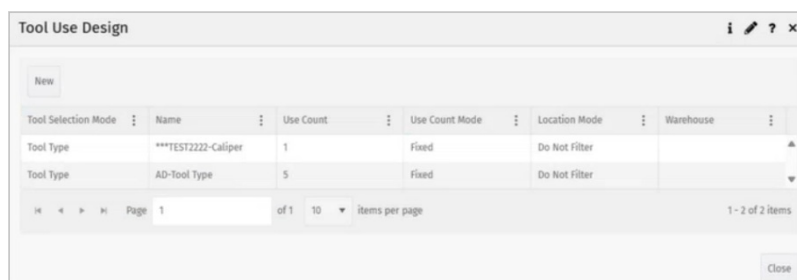 Tool Use Design
New
Tool Selection Mode Name Use Count Use Count Mode Location Mode Warehouse
Tool Type ***TEST2222-Caliper 1 Fixed Do Not Filter
Tool Type AD-Tool Type 5 Fixed Do Not Filter
Page 1 of 1 10 items per page 1 - 2 of 2 items
Close